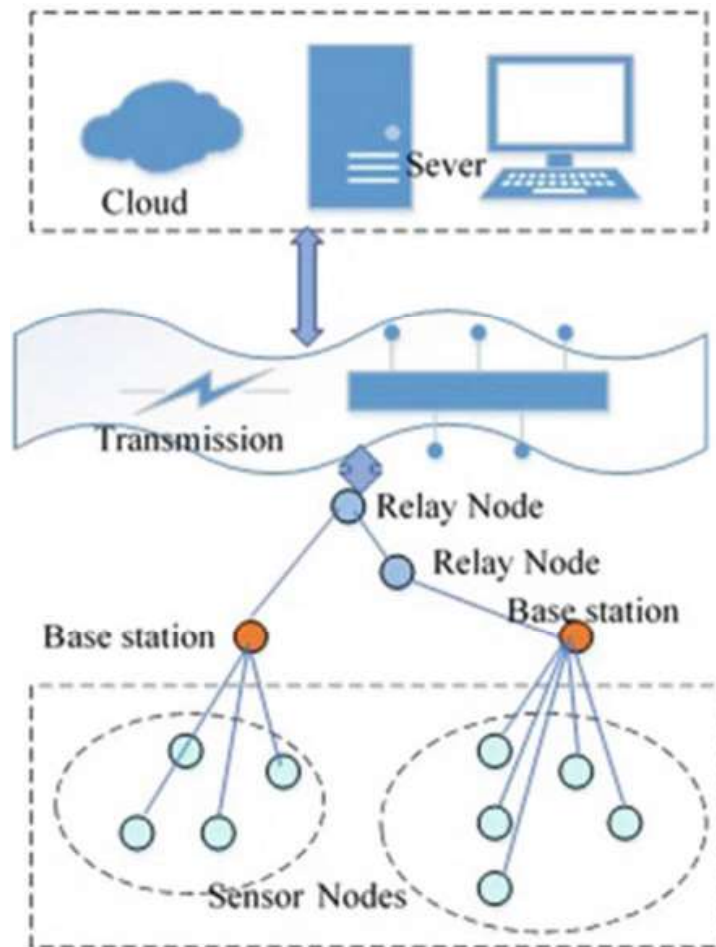 Sever
Cloud
Transmission
Relay Node
Relay Node
Base station
Base station
Sensor Nodes